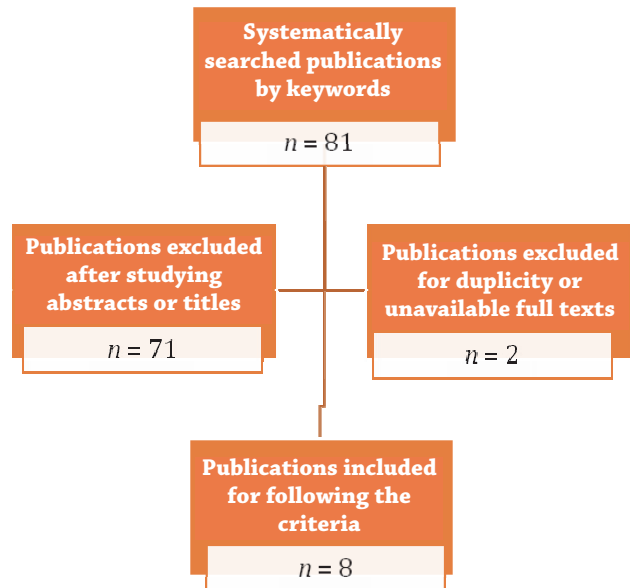 Systematically
searched publications
by keywords
n = 81
Publications excluded
after studying
abstracts or titles
n = 71
Publications excluded
for duplicity or
unavailable full texts
n = 2
Publications included
for following the
criteria
n = 8